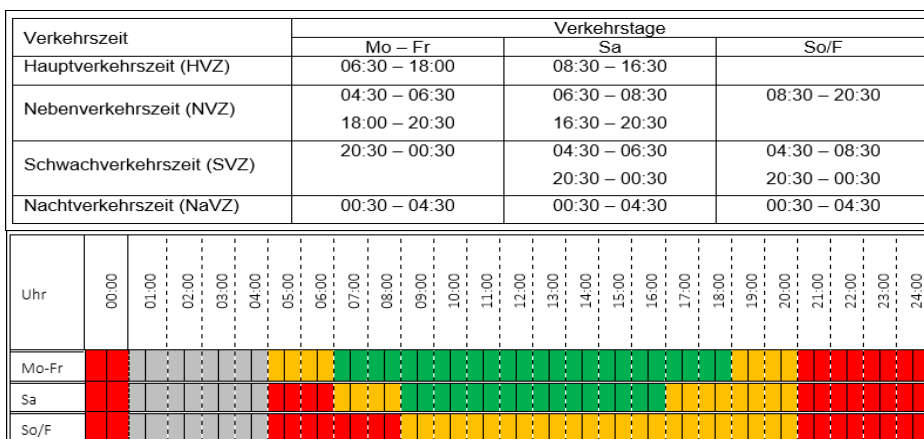 Verkehrszeit Verkehrstage
Mo – Fr Sa So/F
Hauptverkehrszeit (HVZ) 06:30 – 18:00 08:30 – 16:30
Nebenverkehrszeit (NVZ) 04:30 – 06:30 06:30 – 08:30 08:30 – 20:30
18:00 – 20:30 16:30 – 20:30
Schwachverkehrszeit (SVZ) 20:30 – 00:30 04:30 – 06:30 04:30 – 08:30
20:30 – 00:30 20:30 – 00:30
Nachtverkehrszeit (NaVZ) 00:30 – 04:30 00:30 – 04:30 00:30 – 04:30
Uhr 00:00 01:00 02:00 03:00 04:00 05:00 06:00 07:00 08:00 09:00 10:00 11:00 12:00 13:00 14:00 15:00 16:00 17:00 18:00 19:00 20:00 21:00 22:00 23:00 24:00
Mo-Fr
Sa
So/F